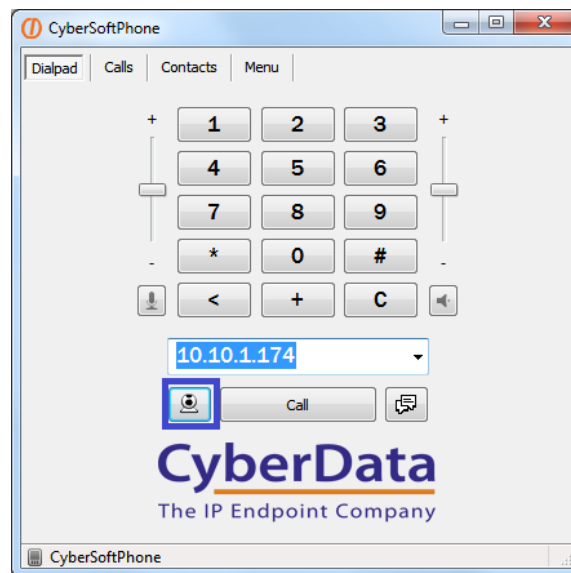 CyberSoftPhone
Dialpad Calls Contacts Menu
+ 1 2 3 +
4 5 6
7 8 9
- * 0 # -
< + C
10.10.1.174
Call
CyberData
The IP Endpoint Company
CyberSoftPhone